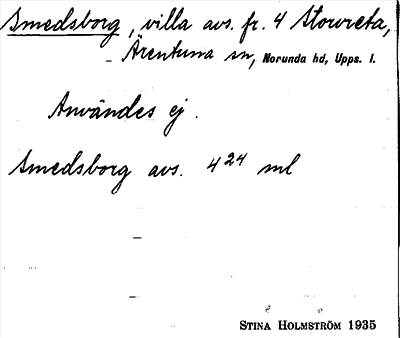 Smedsborg, villa avs. fr. 4 Storvreta,
Ärentuna sn, Norunda hd, Upps. l.
Användes ej.
Smedsborg avs. 4²⁴ ml
STINA HOLMSTRÖM 1935